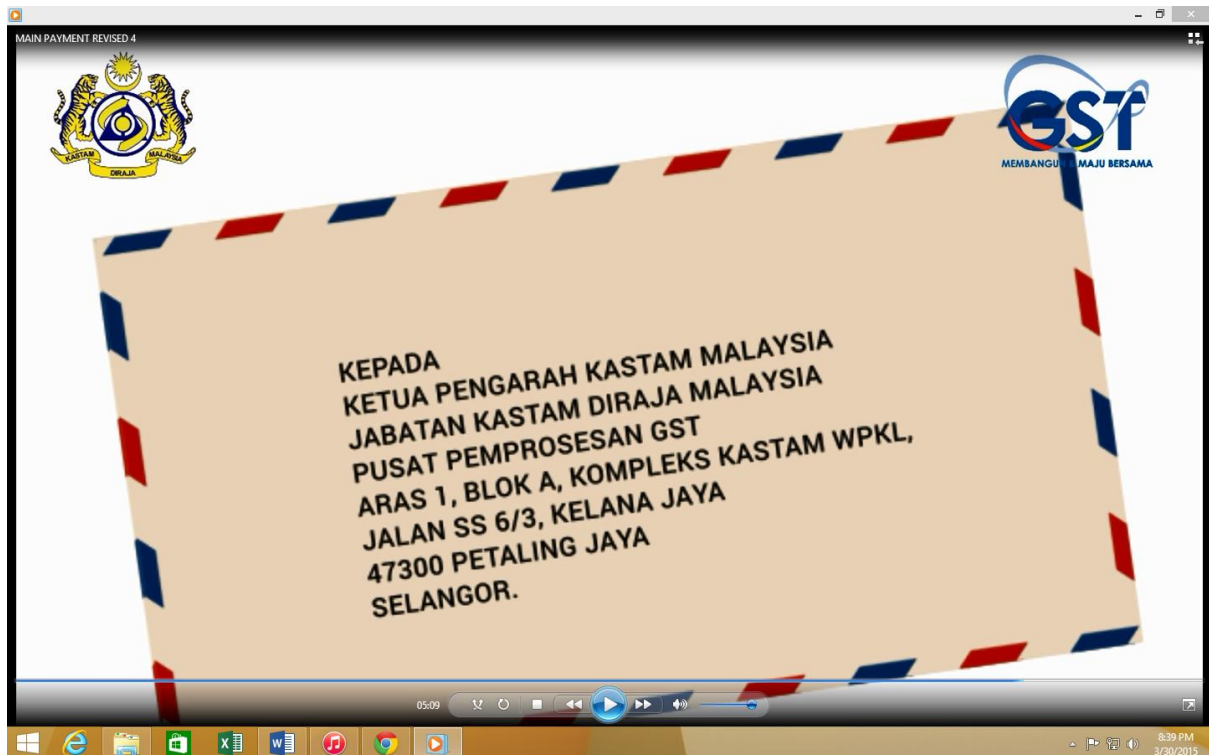 MAIN PAYMENT REVISED 4
KASTAM
MALAYSIA
DIRAJA
GST
MEMBANGUN & MAJU BERSAMA
KEPADA
KETUA PENGARAH KASTAM MALAYSIA
JABATAN KASTAM DIRAJA MALAYSIA
PUSAT PEMPROSESAN GST
ARAS 1, BLOK A, KOMPLEKS KASTAM WPKL,
JALAN SS 6/3, KELANA JAYA
47300 PETALING JAYA
SELANGOR.
05:09
8:39 PM
3/30/2015